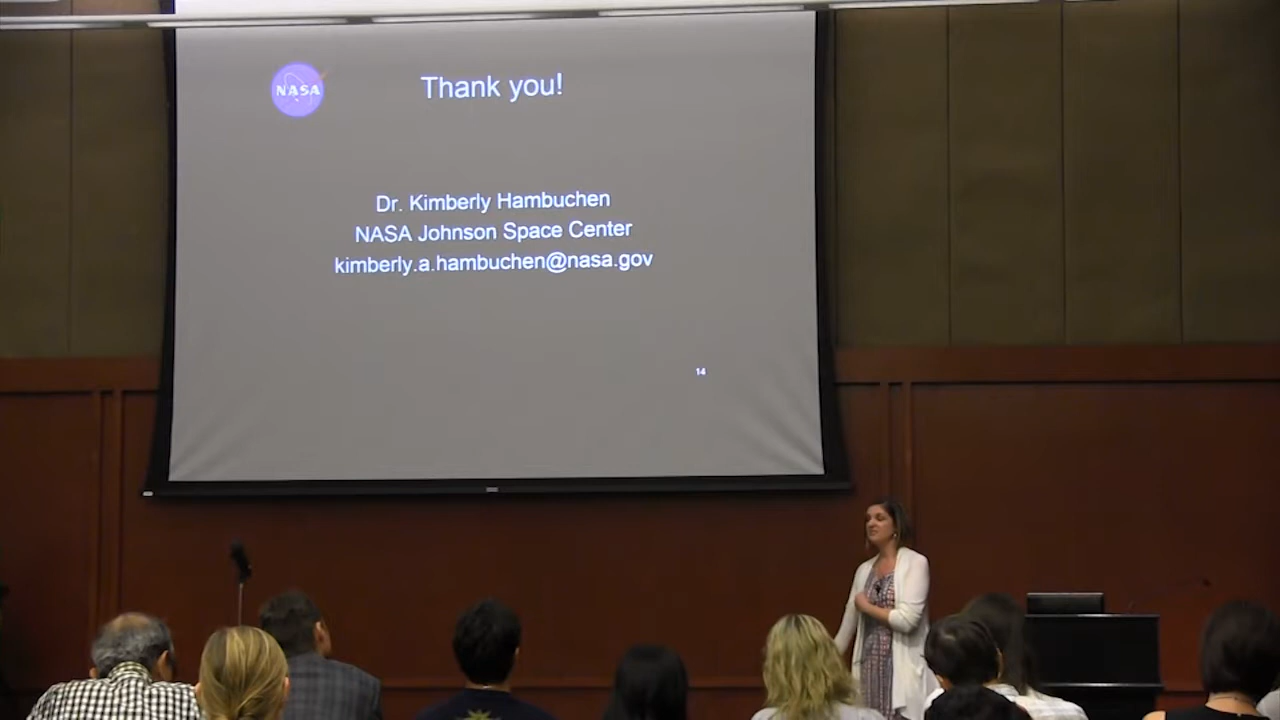 NASA
Thank you!
Dr. Kimberly Hambuchen
NASA Johnson Space Center
kimberly.a.hambuchen@nasa.gov
14